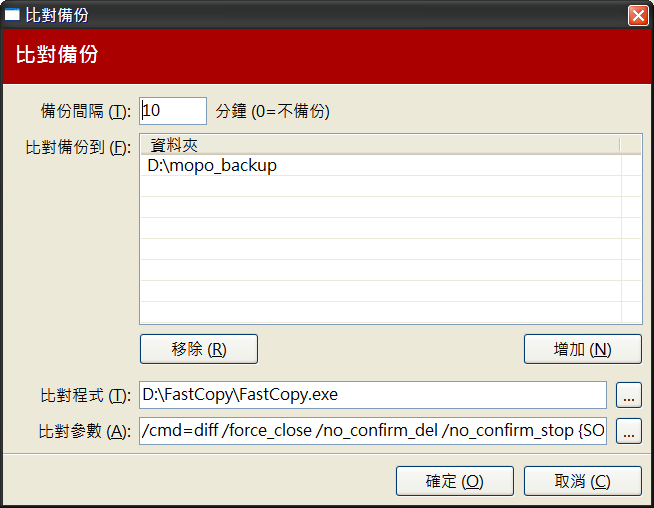 比對備份
比對備份
備份間隔 (T): 10 分鐘 (0=不備份)
比對備份到 (F): 資料夾
D:\mopo_backup
移除 (R) 增加 (N)
比對程式 (T): D:\FastCopy\FastCopy.exe ...
比對參數 (A): /cmd=diff /force_close /no_confirm_del /no_confirm_stop {SO ...
確定 (O) 取消 (C)